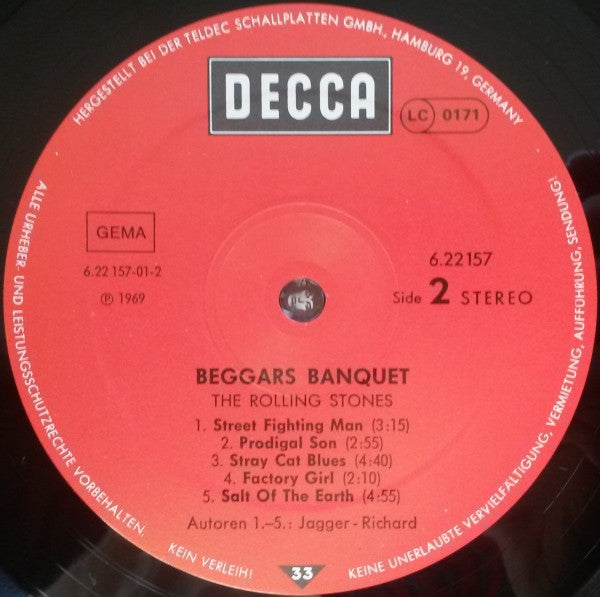 HERGESTELLT BEI DER TELDEC SCHALLPLATTEN GMBH, HAMBURG 19, GERMANY
DECCA
LC 0171
GEMA
6.22 157-01-2
℗ 1969
6.22157
Side 2 STEREO
BEGGARS BANQUET
THE ROLLING STONES
1. Street Fighting Man (3:15)
2. Prodigal Son (2:55)
3. Stray Cat Blues (4:40)
4. Factory Girl (2:10)
5. Salt Of The Earth (4:55)
Autoren 1.–5.: Jagger-Richard
33
ALLE URHEBER- UND LEISTUNGSSCHUTZRECHTE VORBEHALTEN.
KEIN VERLEIH!
KEINE UNERLAUBTE VERVIELFÄLTIGUNG, VERMIETUNG, AUFFÜHRUNG, SENDUNG!